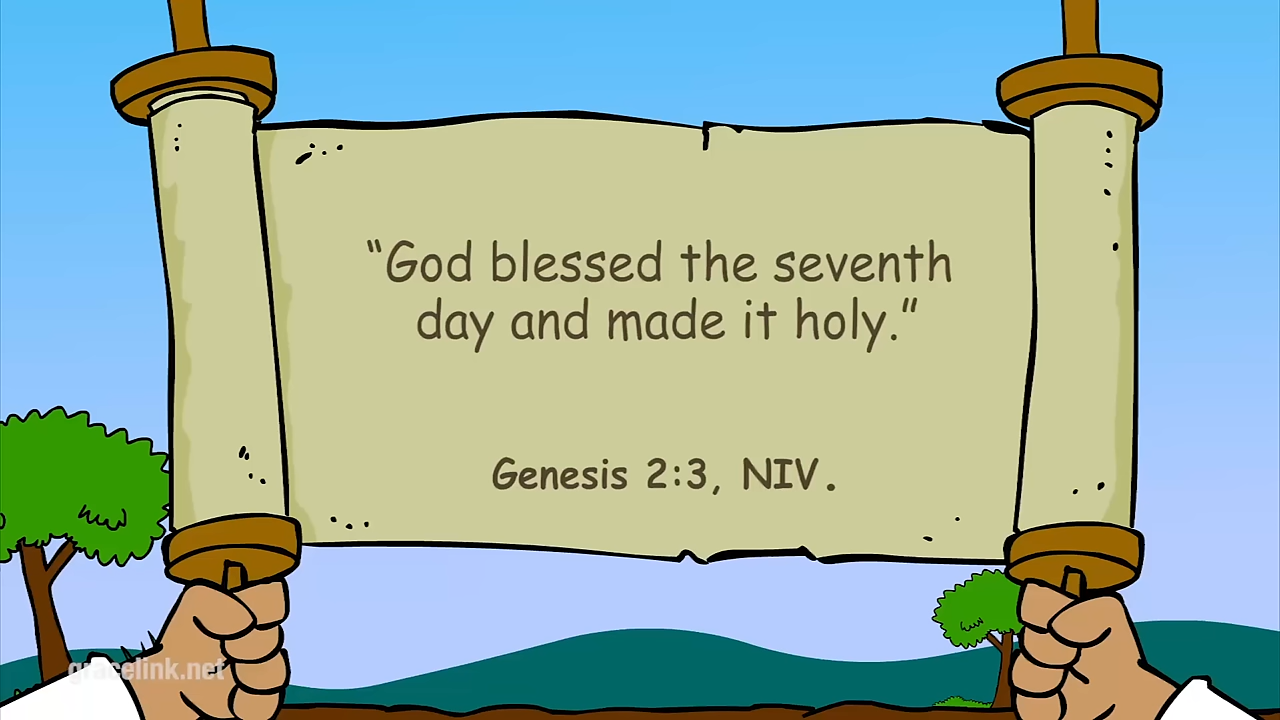 “God blessed the seventh
day and made it holy.”
Genesis 2:3, NIV.
gracelink.net